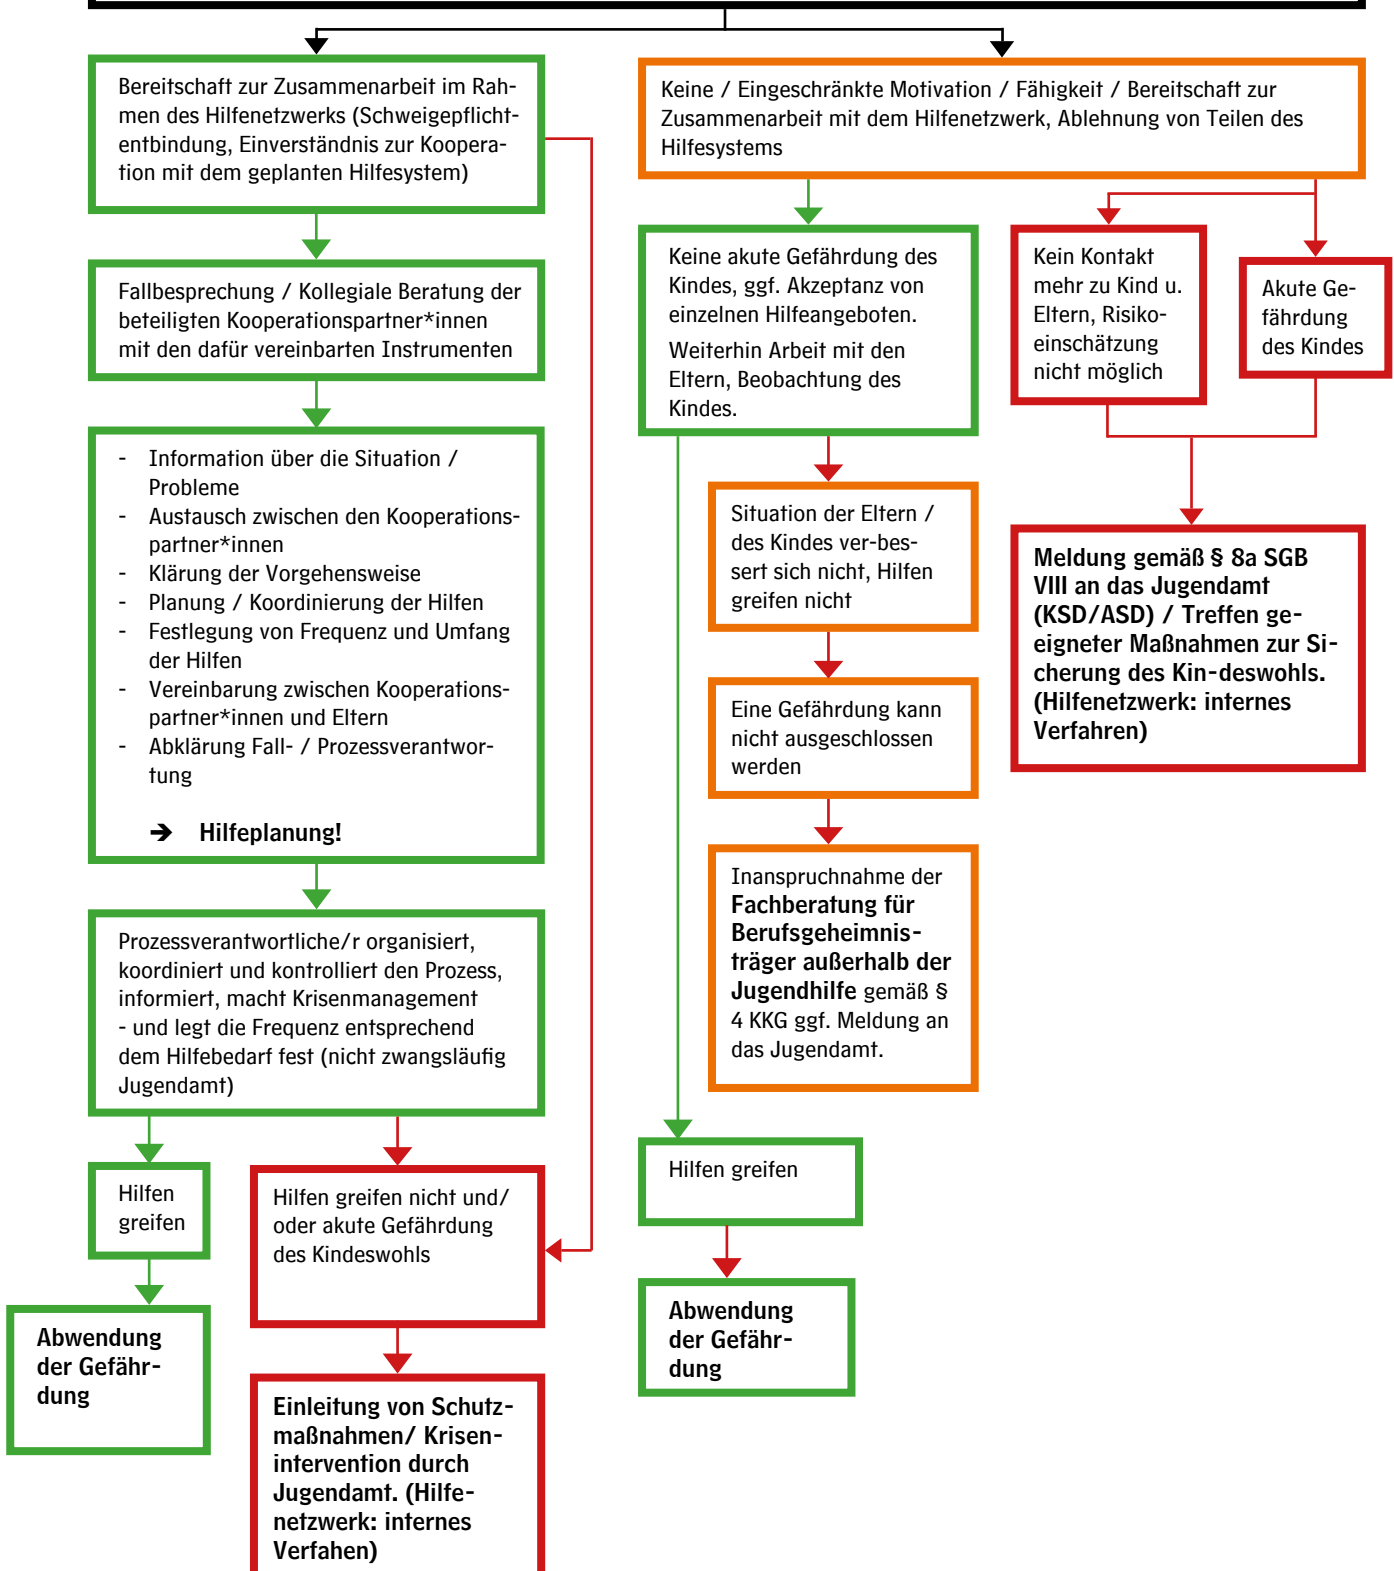 Bereitschaft zur Zusammenarbeit im Rah-
men des Hilfenetzwerks (Schweigepflicht-
entbindung, Einverständnis zur Koopera-
tion mit dem geplanten Hilfesystem)
Fallbesprechung / Kollegiale Beratung der
beteiligten Kooperationspartner*innen
mit den dafür vereinbarten Instrumenten
- Information über die Situation /
Probleme
- Austausch zwischen den Kooperations-
partner*innen
- Klärung der Vorgehensweise
- Planung / Koordinierung der Hilfen
- Festlegung von Frequenz und Umfang
der Hilfen
- Vereinbarung zwischen Kooperations-
partner*innen und Eltern
- Abklärung Fall- / Prozessverantwor-
tung
➔ Hilfeplanung!
Prozessverantwortliche/r organisiert,
koordiniert und kontrolliert den Prozess,
informiert, macht Krisenmanagement
- und legt die Frequenz entsprechend
dem Hilfebedarf fest (nicht zwangsläufig
Jugendamt)
Hilfen
greifen
Abwendung
der Gefähr-
dung
Hilfen greifen nicht und/
oder akute Gefährdung
des Kindeswohls
Einleitung von Schutz-
maßnahmen/ Krisen-
intervention durch
Jugendamt. (Hilfe-
netzwerk: internes
Verfahen)
Keine / Eingeschränkte Motivation / Fähigkeit / Bereitschaft zur
Zusammenarbeit mit dem Hilfenetzwerk, Ablehnung von Teilen des
Hilfesystems
Keine akute Gefährdung des
Kindes, ggf. Akzeptanz von
einzelnen Hilfeangeboten.
Weiterhin Arbeit mit den
Eltern, Beobachtung des
Kindes.
Situation der Eltern /
des Kindes ver-bes-
sert sich nicht, Hilfen
greifen nicht
Eine Gefährdung kann
nicht ausgeschlossen
werden
Inanspruchnahme der
Fachberatung für
Berufsgeheimnis-
träger außerhalb der
Jugendhilfe gemäß §
4 KKG ggf. Meldung an
das Jugendamt.
Hilfen greifen
Abwendung
der Gefähr-
dung
Kein Kontakt
mehr zu Kind u.
Eltern, Risiko-
einschätzung
nicht möglich
Akute Ge-
fährdung
des Kindes
Meldung gemäß § 8a SGB
VIII an das Jugendamt
(KSD/ASD) / Treffen ge-
eigneter Maßnahmen zur Si-
cherung des Kin-deswohls.
(Hilfenetzwerk: internes
Verfahren)